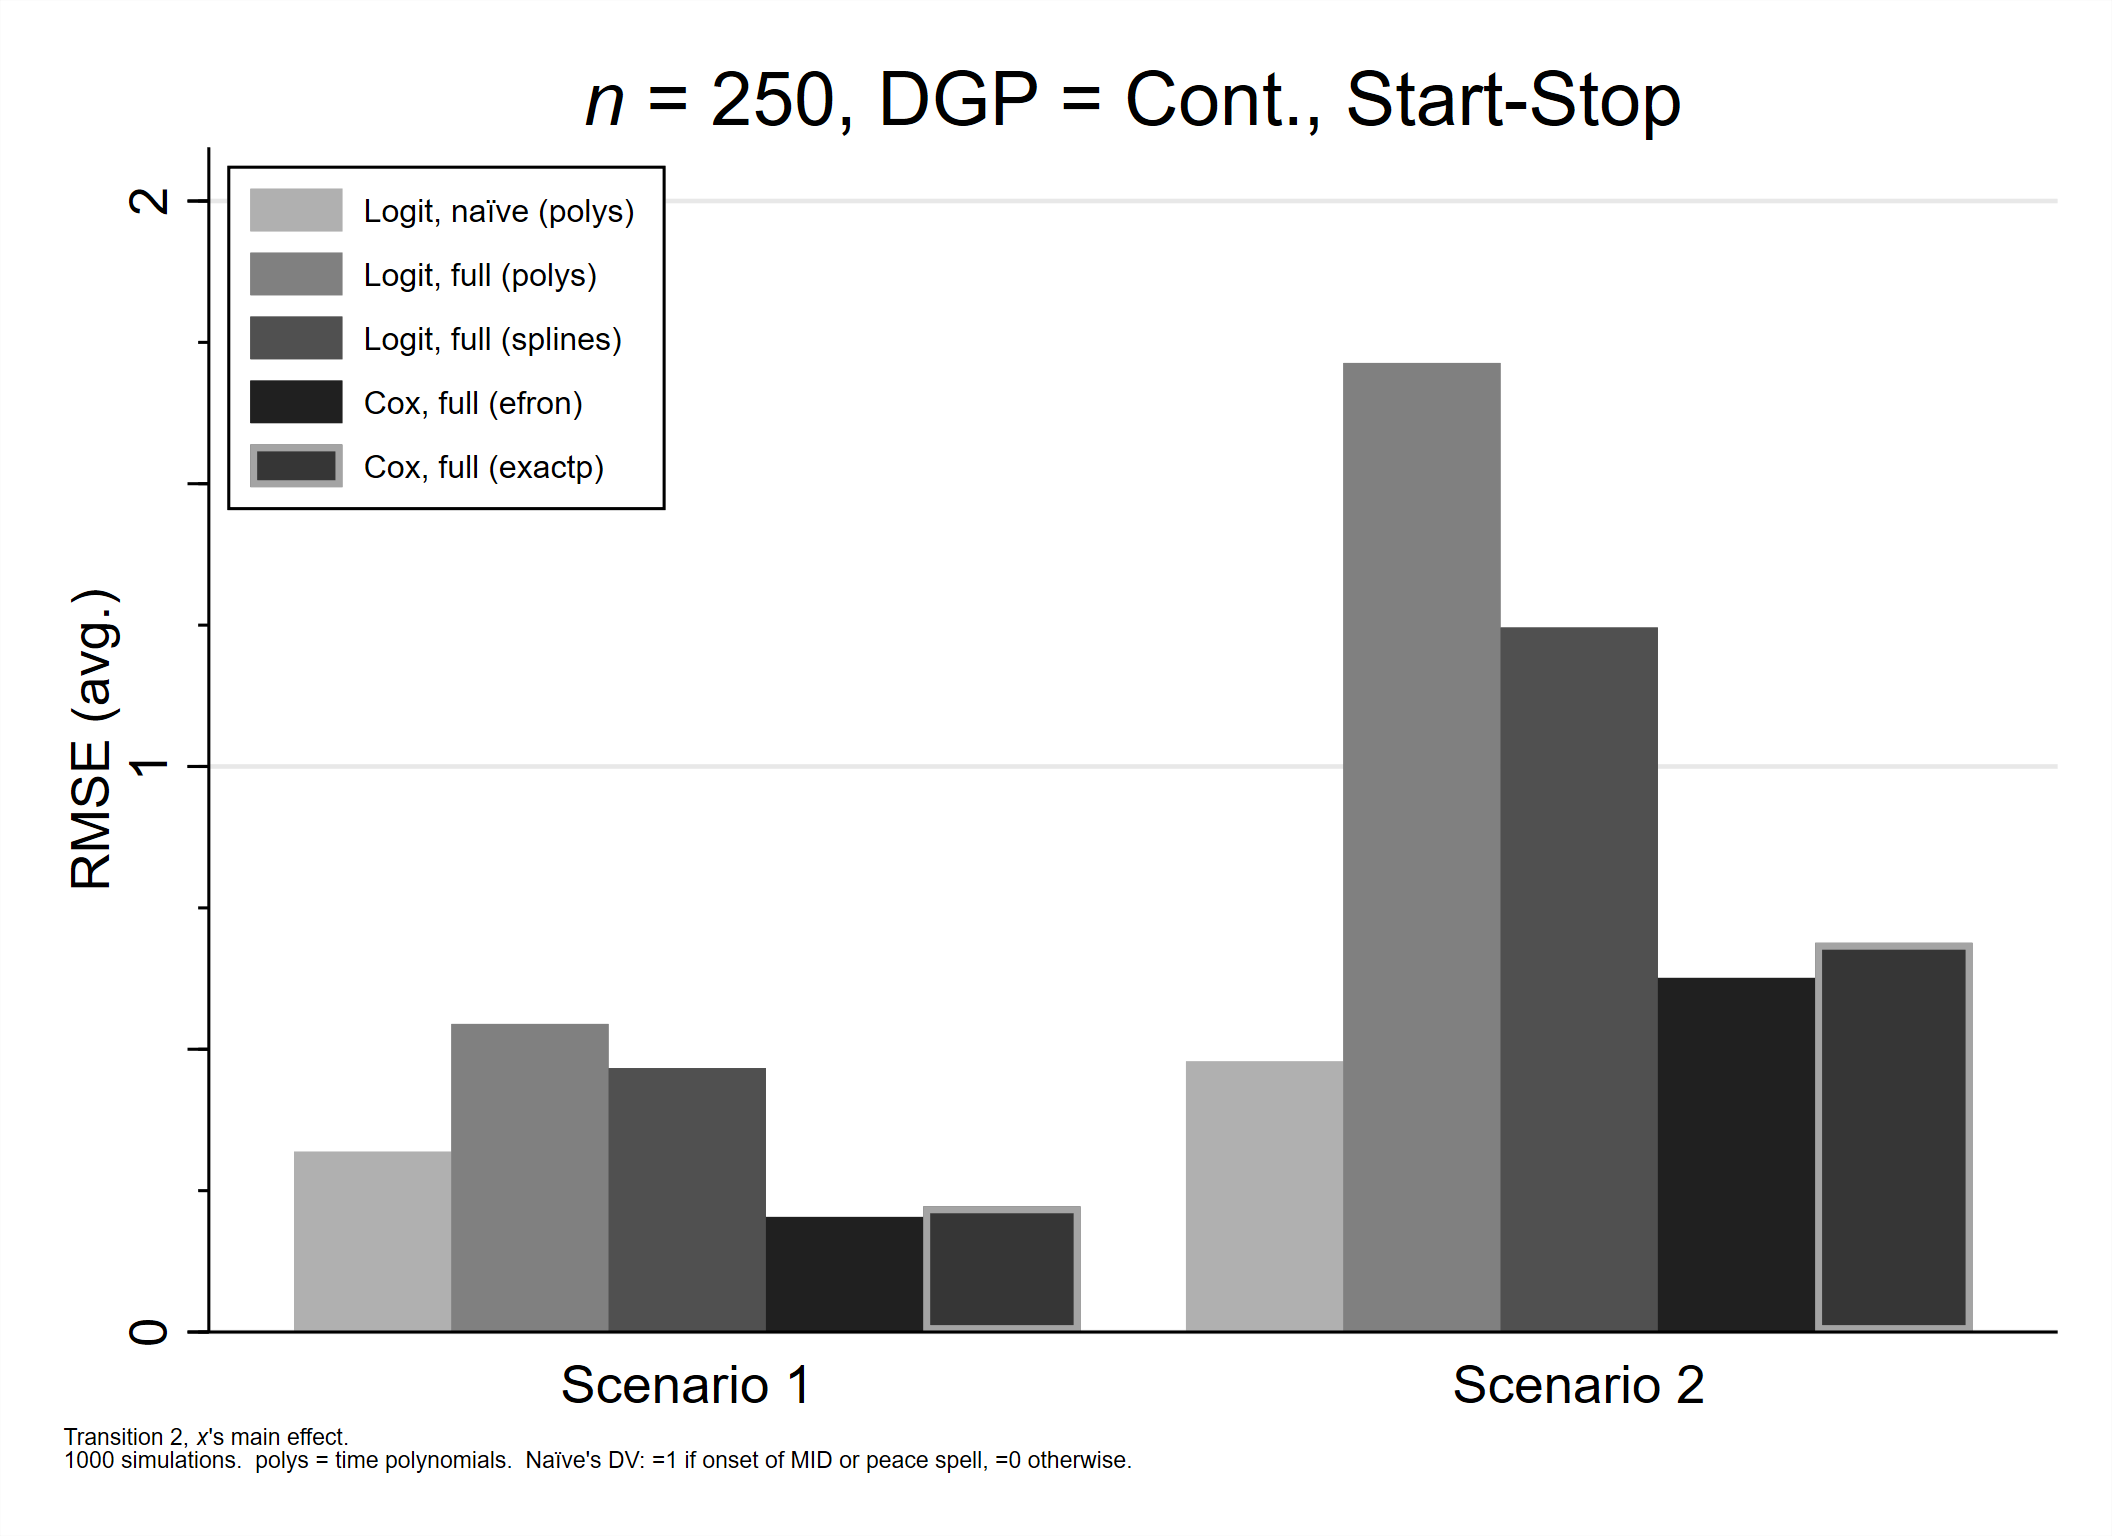 n = 250, DGP = Cont., Start-Stop
Logit, naïve (polys)
Logit, full (polys)
Logit, full (splines)
Cox, full (efron)
Cox, full (exactp)
RMSE (avg.)
2
1
0
Scenario 1
Scenario 2
Transition 2, x's main effect.
1000 simulations.  polys = time polynomials.  Naïve's DV: =1 if onset of MID or peace spell, =0 otherwise.